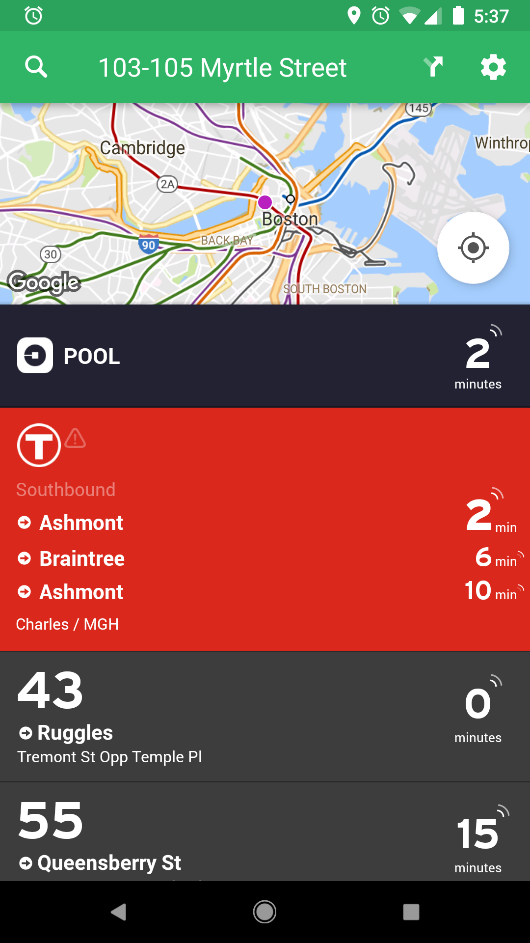 5:37
103-105 Myrtle Street
145
Cambridge
Winthrop
2A
Boston
BACK BAY
90
30
Google
SOUTH BOSTON
POOL
2
minutes
T
Southbound
Ashmont
2 min
Braintree
6 min
Ashmont
10 min
Charles / MGH
43
0
Ruggles
minutes
Tremont St Opp Temple Pl
55
15
Queensberry St
minutes